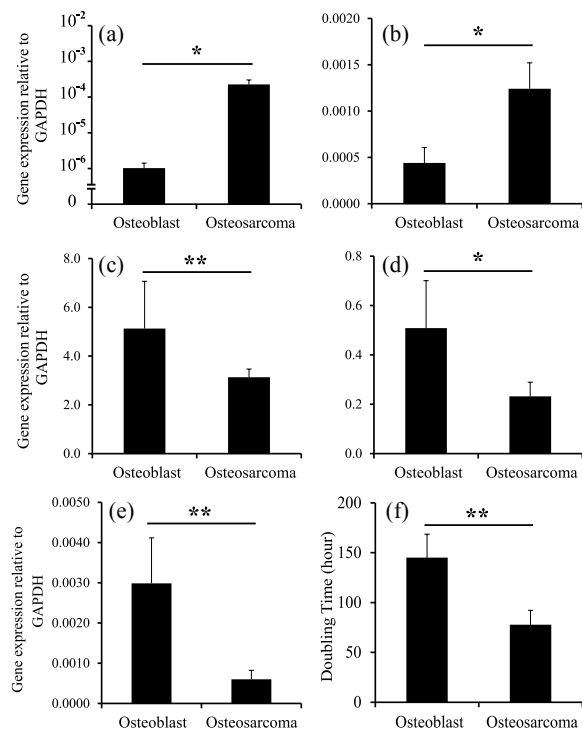 (a)
*
10-2
10-3
10-4
10-5
10-6
0
Gene expression relative to
GAPDH
Osteoblast Osteosarcoma
(b)
*
0.0020
0.0015
0.0010
0.0005
0.0000
Osteoblast Osteosarcoma
(c)
**
8.0
6.0
4.0
2.0
0.0
Gene expression relative to
GAPDH
Osteoblast Osteosarcoma
(d)
*
0.8
0.6
0.4
0.2
0.0
Osteoblast Osteosarcoma
(e)
**
0.0050
0.0040
0.0030
0.0020
0.0010
0.0000
Gene expression relative to
GAPDH
Osteoblast Osteosarcoma
(f)
**
200
150
100
50
0
Doubling Time (hour)
Osteoblast Osteosarcoma